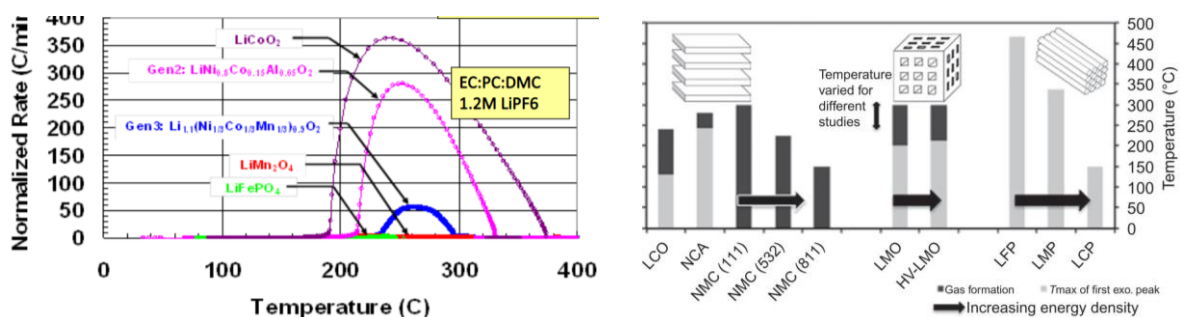 400
350
300
250
200
150
100
50
0
Normalized Rate (C/min
LiCoO₂
Gen2: LiNi₀.₈Co₀.₁₅Al₀.₀₅O₂
Gen3: Li₁.₁(Ni₁/₃Co₁/₃Mn₁/₃)₀.₉O₂
LiMn₂O₄
LiFePO₄
EC:PC:DMC
1.2M LiPF6
0 100 200 300 400
Temperature (C)
Temperature
varied for
different
studies
500
450
400
350
300
250
200
150
100
50
0
Temperature (°C)
LCO
NCA
NMC (111)
NMC (532)
NMC (811)
LMO
HV-LMO
LFP
LMP
LCP
Gas formation
Tmax of first exo. peak
Increasing energy density